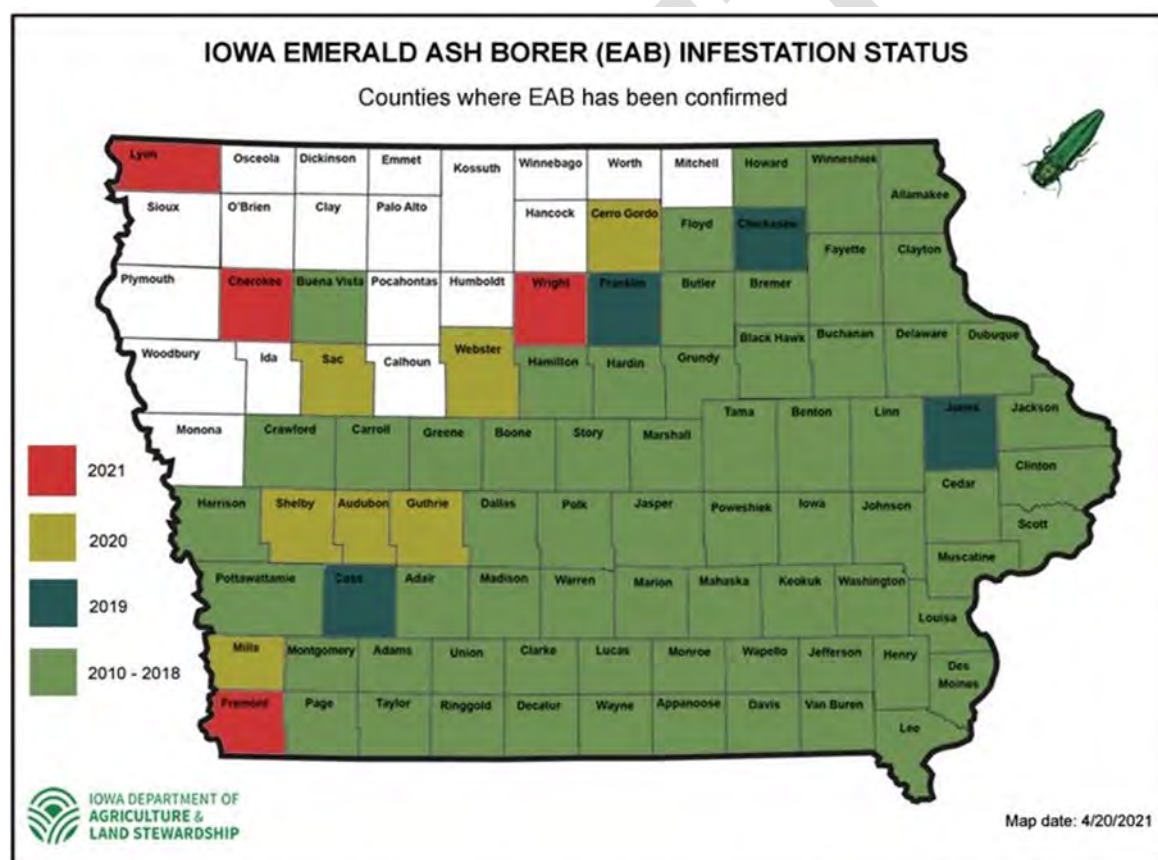 IOWA EMERALD ASH BORER (EAB) INFESTATION STATUS
Counties where EAB has been confirmed
Lyon Osceola Dickinson Emmet Kossuth Winnebago Worth Mitchell Howard Winneshiek Allamakee
Sioux O'Brien Clay Palo Alto Hancock Cerro Gordo Floyd Chickasaw Fayette Clayton
Plymouth Cherokee Buena Vista Pocahontas Humboldt Wright Franklin Butler Bremer
Woodbury Ida Sac Calhoun Webster Hamilton Hardin Grundy Black Hawk Buchanan Delaware Dubuque
Monona Crawford Carroll Greene Boone Story Marshall Tama Benton Linn Jones Jackson
Clinton
Harrison Shelby Audubon Guthrie Dallas Polk Jasper Poweshiek Iowa Johnson Cedar
Scott
Muscatine
Pottawattamie Cass Adair Madison Warren Marion Mahaska Keokuk Washington
Louisa
Mills Montgomery Adams Union Clarke Lucas Monroe Wapello Jefferson Henry Des
Moines
Fremont Page Taylor Ringgold Decatur Wayne Appanoose Davis Van Buren Lee
2021
2020
2019
2010 - 2018
IOWA DEPARTMENT OF
AGRICULTURE &
LAND STEWARDSHIP
Map date: 4/20/2021